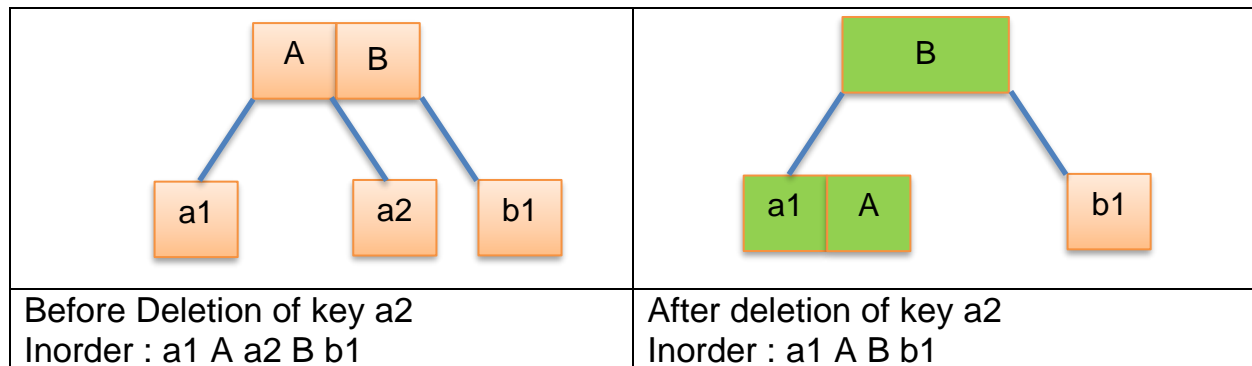 A B
B
a1 a2 b1
a1 A b1
Before Deletion of key a2
Inorder : a1 A a2 B b1
After deletion of key a2
Inorder : a1 A B b1